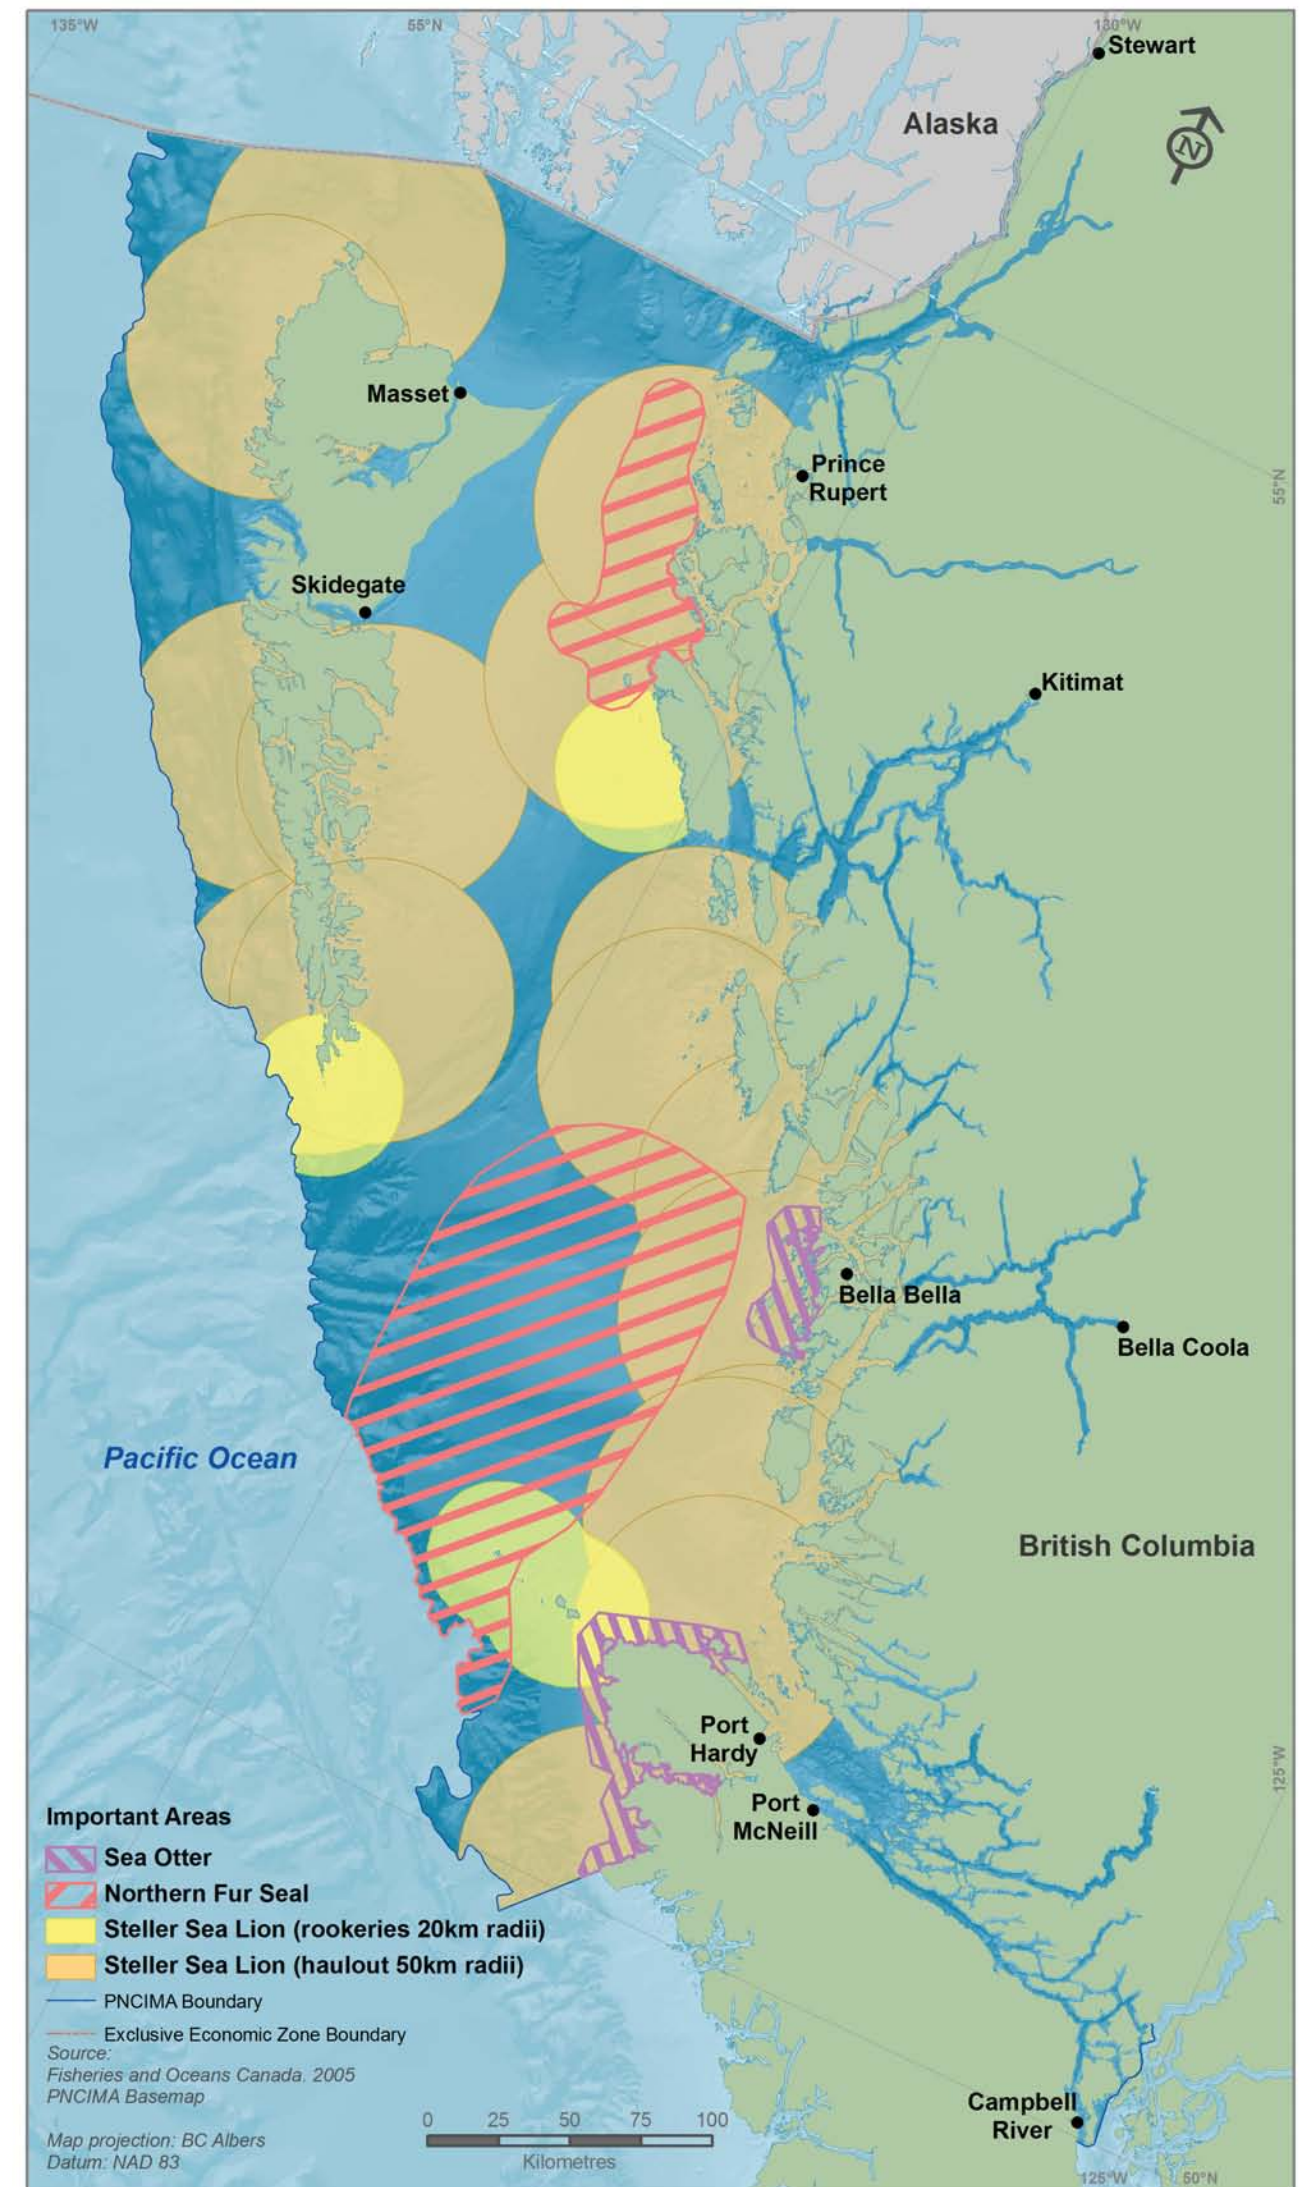 135°W
55°N
130°W
Stewart
Alaska
N
Masset
Prince
Rupert
55°N
Skidegate
Kitimat
Bella Bella
Bella Coola
Pacific Ocean
British Columbia
Port
Hardy
Port
McNeill
125°W
Important Areas
Sea Otter
Northern Fur Seal
Steller Sea Lion (rookeries 20km radii)
Steller Sea Lion (haulout 50km radii)
PNCIMA Boundary
Exclusive Economic Zone Boundary
Source:
Fisheries and Oceans Canada. 2005
PNCIMA Basemap
Map projection: BC Albers
Datum: NAD 83
0 25 50 75 100
Kilometres
Campbell
River
125°W
50°N